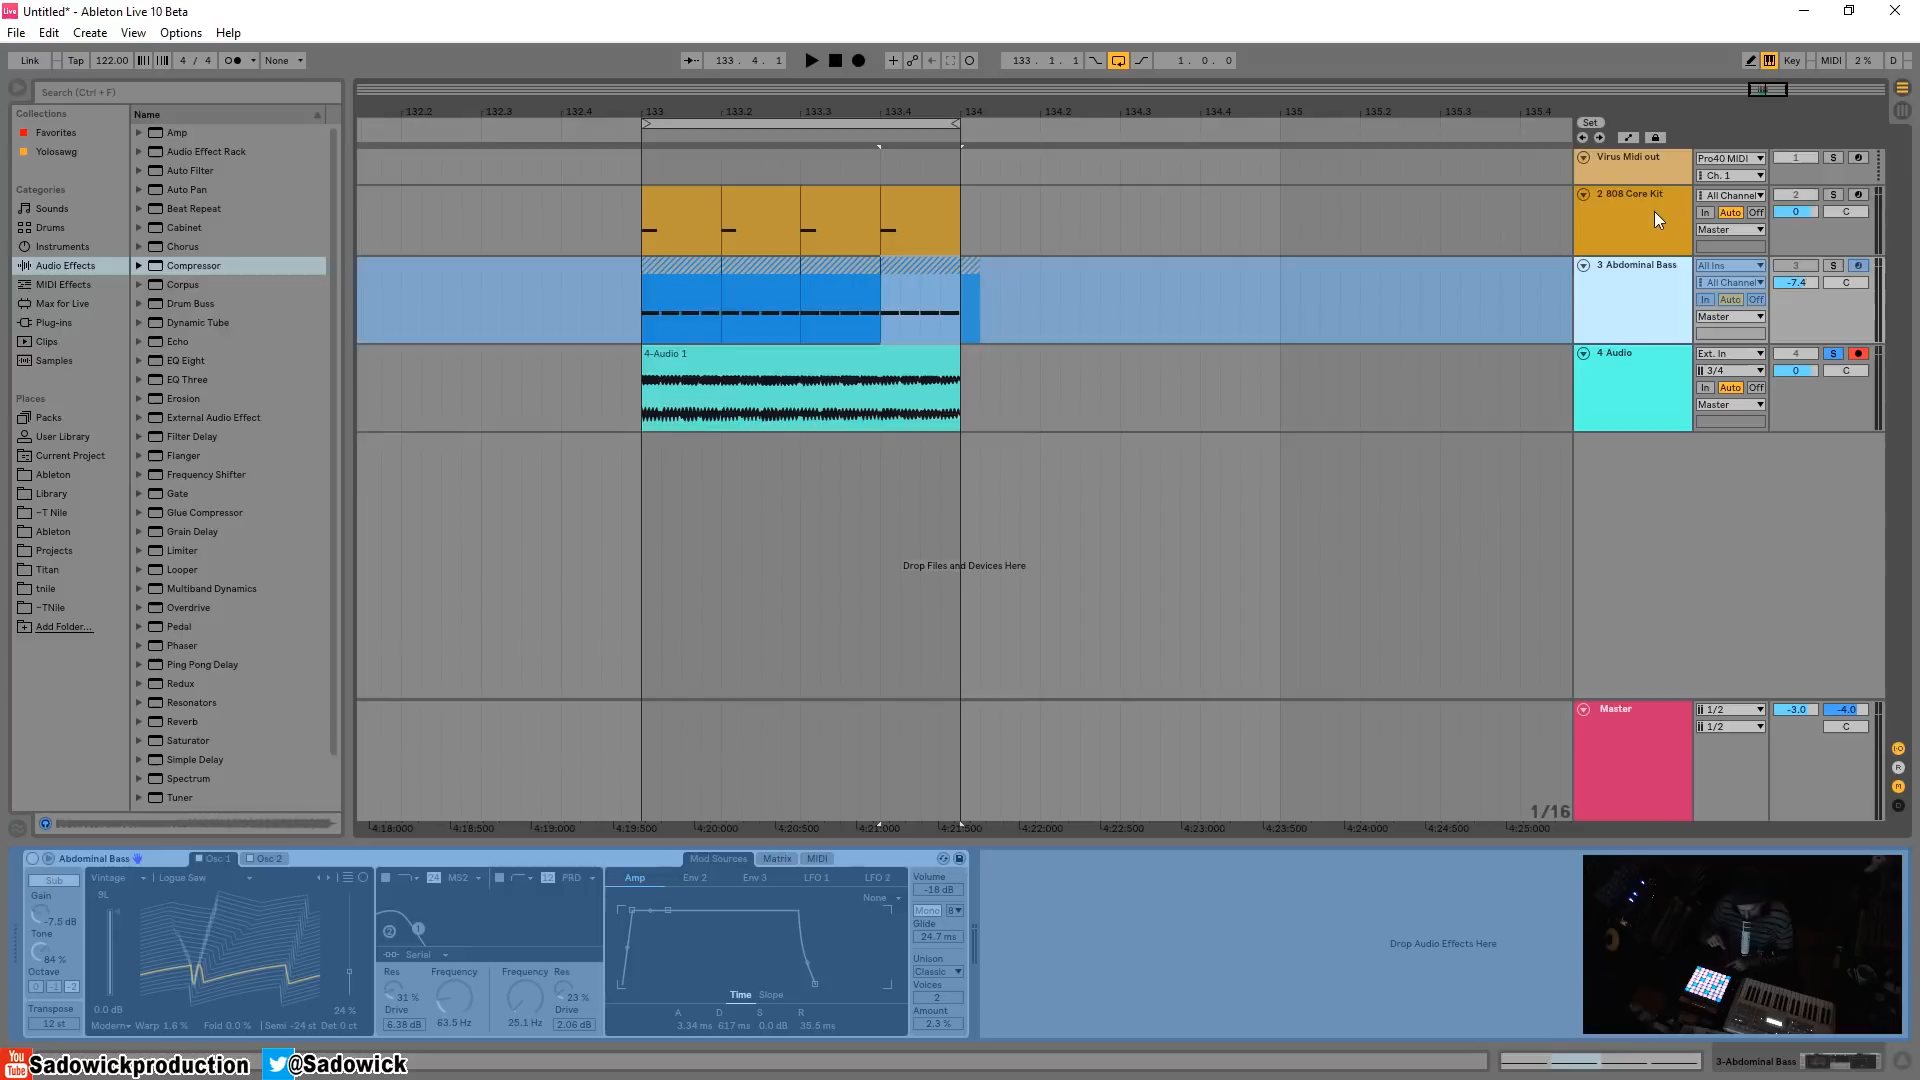 Untitled* - Ableton Live 10 Beta
File Edit Create View Options Help
Link Tap 122.00 4 / 4 None 133. 4. 1 133. 1. 1 1. 0. 0 Key MIDI 2 % D
Search (Ctrl + F)
Collections
Favorites
Yolosawg
Categories
Sounds
Drums
Instruments
Audio Effects
MIDI Effects
Max for Live
Plug-ins
Clips
Samples
Places
Packs
User Library
Current Project
Ableton
Library
~T Nile
Ableton
Projects
Titan
tnile
~TNile
Add Folder...
Name
Amp
Audio Effect Rack
Auto Filter
Auto Pan
Beat Repeat
Cabinet
Chorus
Compressor
Corpus
Drum Buss
Dynamic Tube
Echo
EQ Eight
EQ Three
Erosion
External Audio Effect
Filter Delay
Flanger
Frequency Shifter
Gate
Glue Compressor
Grain Delay
Limiter
Looper
Multiband Dynamics
Overdrive
Pedal
Phaser
Ping Pong Delay
Redux
Resonators
Reverb
Saturator
Simple Delay
Spectrum
Tuner
132.2 132.3 132.4 133 133.2 133.3 133.4 134 134.2 134.3 134.4 135 135.2 135.3 135.4
Set
Virus Midi out Pro40 MIDI 1 S
Ch. 1
2 808 Core Kit All Channel 2 S
In Auto Off 0 C
Master
3 Abdominal Bass All Ins 3 S
All Channel -7.4 C
In Auto Off
Master
4-Audio 1
4 Audio Ext. In 4 S
3/4 0 C
In Auto Off
Master
Drop Files and Devices Here
Master 1/2 -3.0 -4.0
1/2 C
1/16
4:18:000 4:18:500 4:19:000 4:19:500 4:20:000 4:20:500 4:21:000 4:21:500 4:22:000 4:22:500 4:23:000 4:23:500 4:24:000 4:24:500 4:25:000
Abdominal Bass Osc 1 Osc 2 Mod Sources Matrix MIDI
Sub
Gain
-7.5 dB
Tone
84 %
Octave
0 -1 -2
Transpose
12 st
Vintage Logue Saw
9L
0.0 dB 24 %
Modern Warp 1.6 % Fold 0.0 % Semi -24 st Det 0 ct
24 MS2 12 PRD
2 1
Serial
Res Frequency Frequency Res
31 % 23 %
Drive Drive
6.38 dB 63.5 Hz 25.1 Hz 2.06 dB
Amp Env 2 Env 3 LFO 1 LFO 2
None
Time Slope
A D S R
3.34 ms 617 ms 0.0 dB 35.5 ms
Volume
-18 dB
Mono 8
Glide
24.7 ms
Unison
Classic
Voices
2
Amount
2.3 %
Drop Audio Effects Here
You Tube Sadowickproduction @Sadowick
3-Abdominal Bass